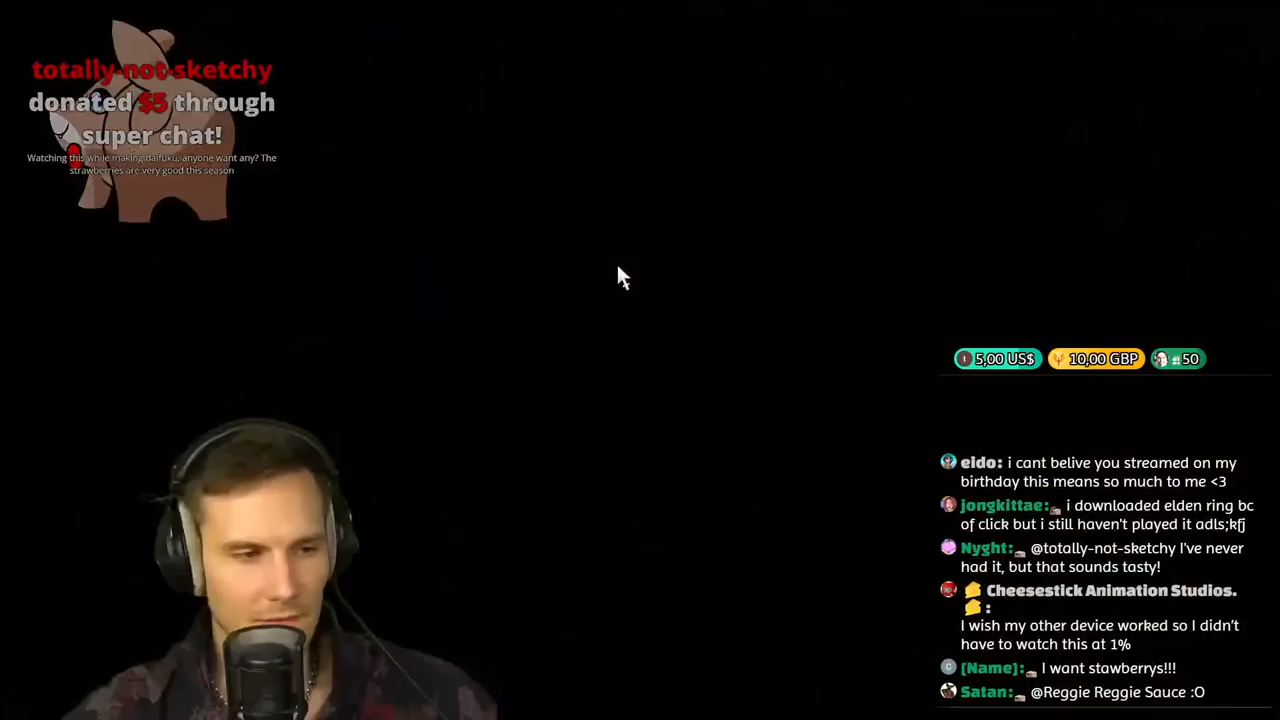 totally-not-sketchy
donated $5 through
super chat!
Watching this while making daifuku, anyone want any? The
strawberries are very good this season
5,00 US$ 10,00 GBP 50
eido: i cant belive you streamed on my
birthday this means so much to me <3
jongkittae: i downloaded elden ring bc
of click but i still haven't played it adls;kfj
Nyght: @totally-not-sketchy I've never
had it, but that sounds tasty!
Cheesestick Animation Studios.
:
I wish my other device worked so I didn't
have to watch this at 1%
C [Name]: I want stawberrys!!!
Satan: @Reggie Reggie Sauce :O